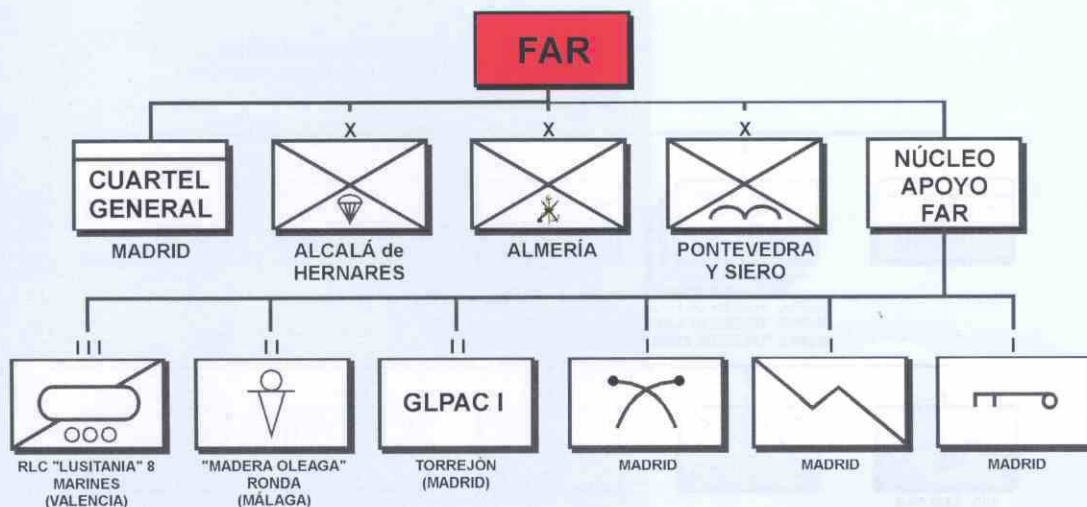 FAR
X
X
X
CUARTEL
GENERAL
MADRID
ALCALÁ de
HERNARES
ALMERÍA
PONTEVEDRA
Y SIERO
NÚCLEO
APOYO
FAR
III
II
II
I
I
I
GLPAC I
RLC "LUSITANIA" 8
MARINES
(VALENCIA)
"MADERA OLEAGA"
RONDA
(MÁLAGA)
TORREJÓN
(MADRID)
MADRID
MADRID
MADRID